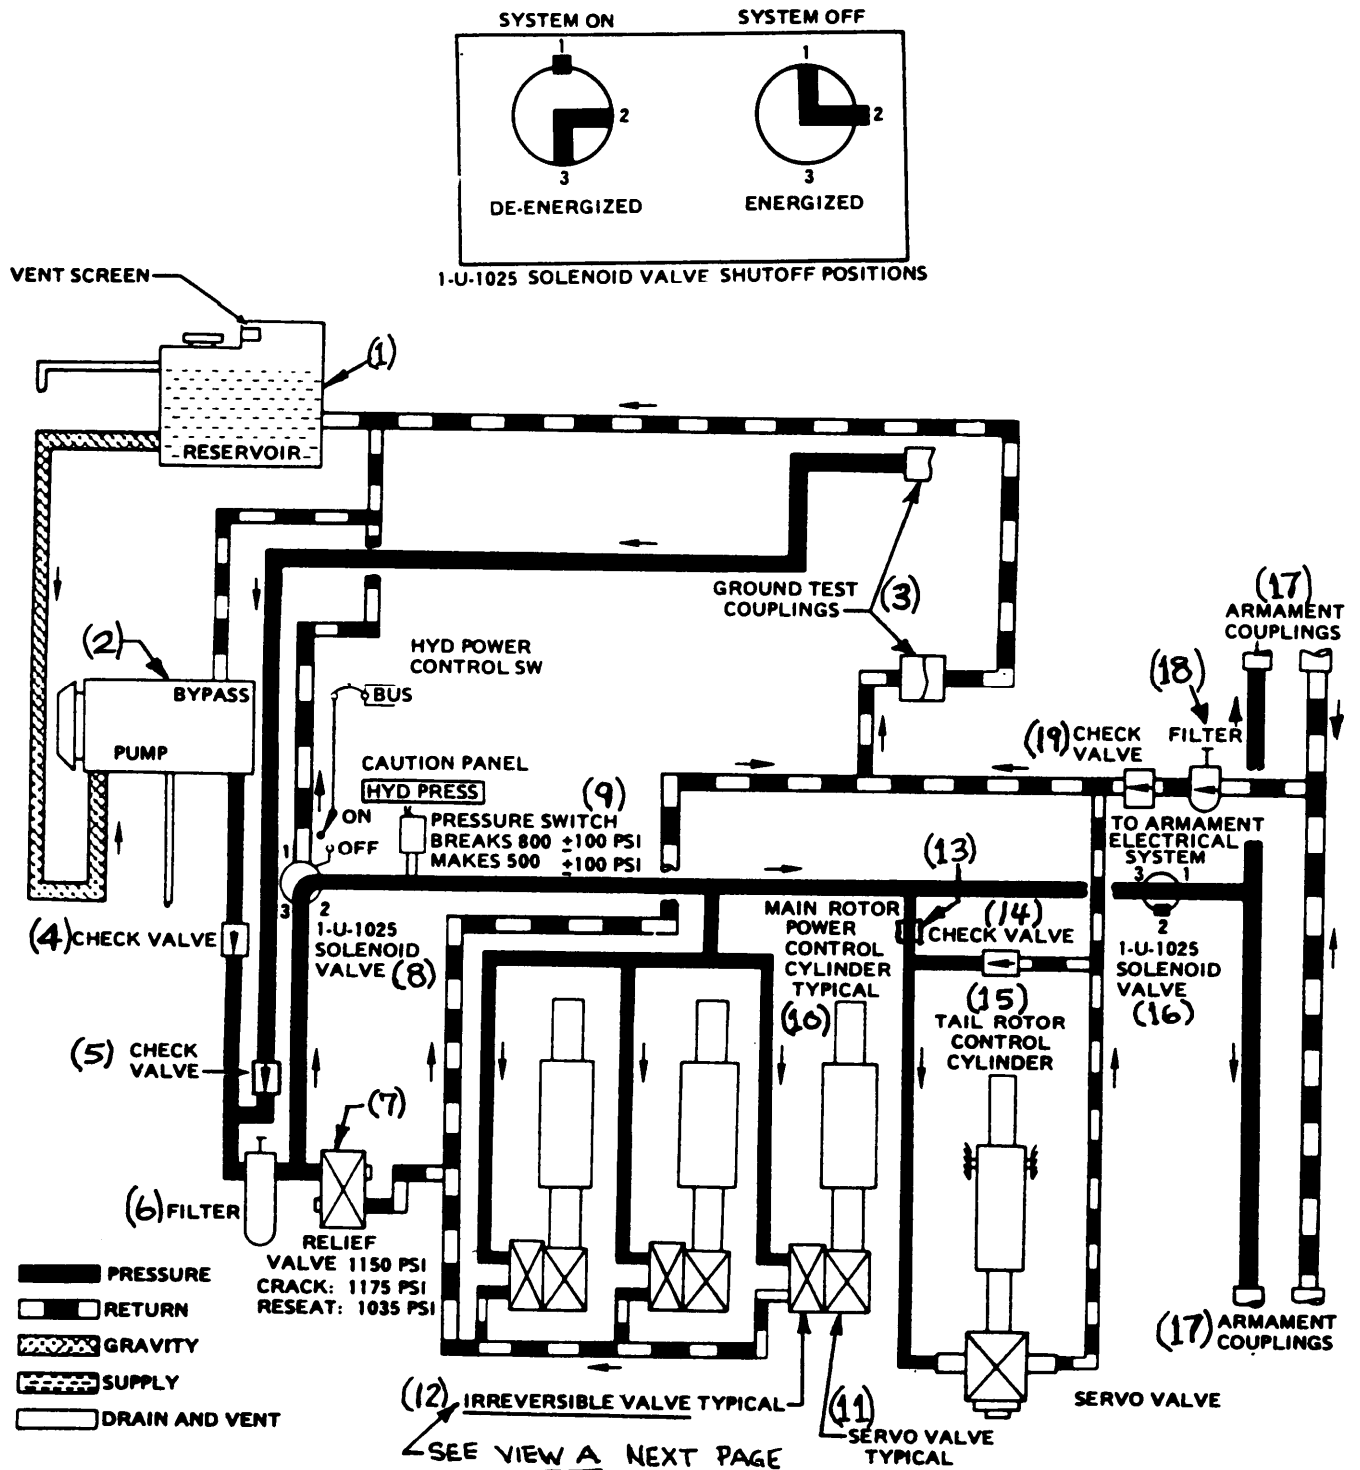 SYSTEM ON
SYSTEM OFF
1
2
3
DE-ENERGIZED
1
2
3
ENERGIZED
1-U-1025 SOLENOID VALVE SHUTOFF POSITIONS
VENT SCREEN
(1)
RESERVOIR
GROUND TEST
COUPLINGS
(3)
(17)
ARMAMENT
COUPLINGS
(2)
BYPASS
PUMP
HYD POWER
CONTROL SW
BUS
(18)
(19) CHECK
VALVE
FILTER
CAUTION PANEL
HYD PRESS
(9)
ON
OFF
PRESSURE SWITCH
BREAKS 800 ±100 PSI
MAKES 500 ±100 PSI
TO ARMAMENT
ELECTRICAL
SYSTEM
1
3
2
3
1
2
(13)
(4) CHECK VALVE
1-U-1025
SOLENOID
VALVE (8)
MAIN ROTOR
POWER
CONTROL
CYLINDER
TYPICAL
(10)
(14)
CHECK VALVE
1-U-1025
SOLENOID
VALVE
(16)
(15)
TAIL ROTOR
CONTROL
CYLINDER
(5) CHECK
VALVE
(7)
(6) FILTER
RELIEF
VALVE 1150 PSI
CRACK: 1175 PSI
RESEAT: 1035 PSI
PRESSURE
RETURN
GRAVITY
SUPPLY
DRAIN AND VENT
(17) ARMAMENT
COUPLINGS
(12) IRREVERSIBLE VALVE TYPICAL
(11)
SERVO VALVE
TYPICAL
SERVO VALVE
SEE VIEW A NEXT PAGE